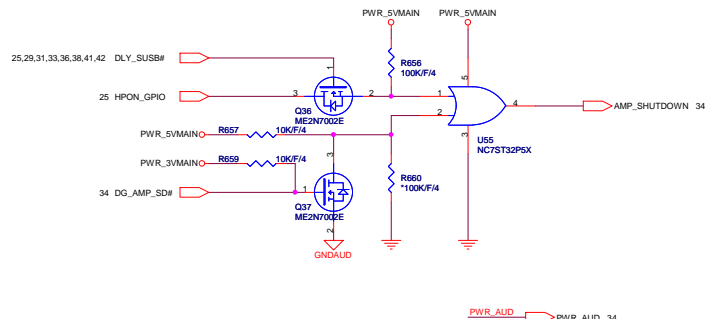 PWR_5VMAIN PWR_5VMAIN
25,29,31,33,36,38,41,42 DLY_SUSB#
R656
100K/F/4
1
5
25 HPON_GPIO
3
2
1
4
AMP_SHUTDOWN 34
Q36
ME2N7002E
2
PWR_5VMAIN
R657
10K/F/4
3
U55
NC7ST32P5X
PWR_3VMAIN
R659
10K/F/4
3
R660
*100K/F/4
34 DG_AMP_SD#
1
Q37
ME2N7002E
2
GNDAUD
PWR_AUD
PWR_AUD 34